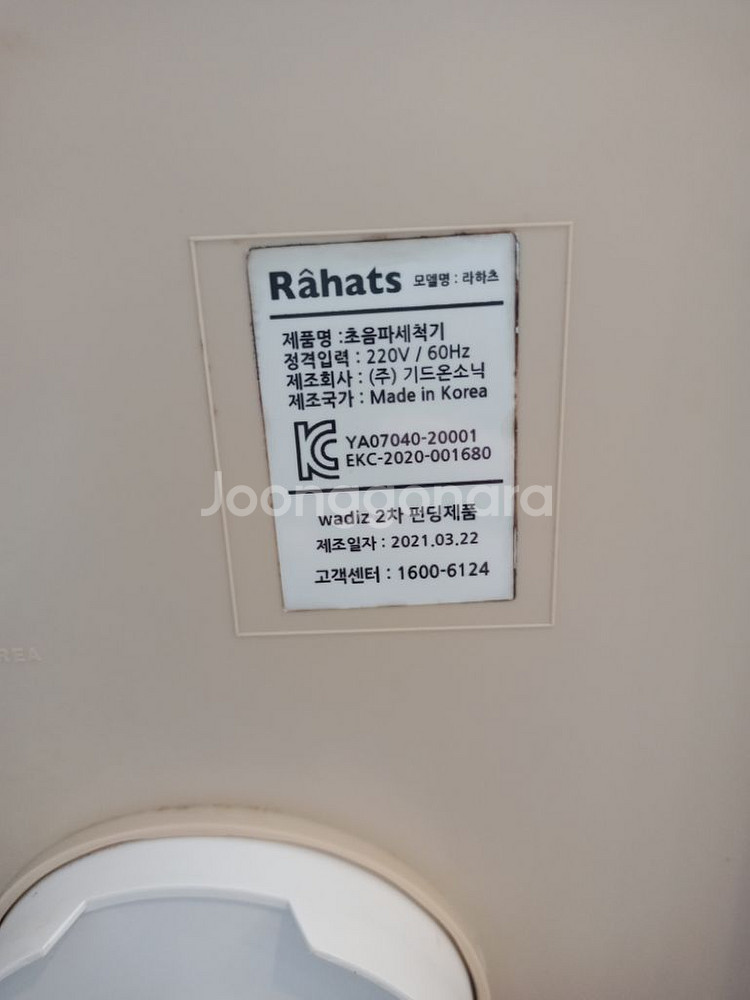 Râhats 모델명 : 라하츠
제품명 :초음파세척기
정격입력 : 220V / 60Hz
제조회사 : (주) 기드온소닉
제조국가 : Made in Korea
KC YA07040-20001
EKC-2020-001680
Joonggonara
wadiz 2차 펀딩제품
제조일자 : 2021.03.22
고객센터 : 1600-6124
REA